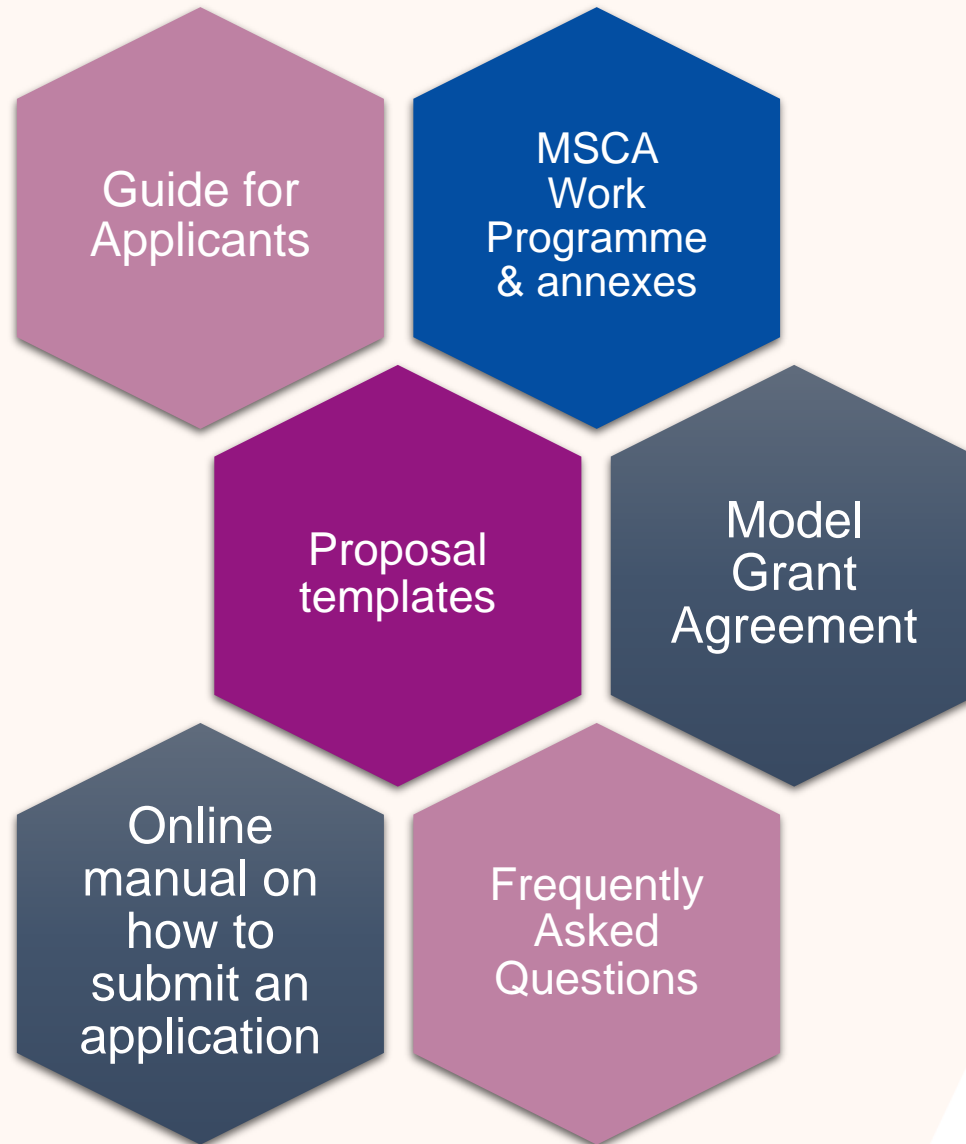 Guide for
Applicants
MSCA
Work
Programme
& annexes
Proposal
templates
Model
Grant
Agreement
Online
manual on
how to
submit an
application
Frequently
Asked
Questions